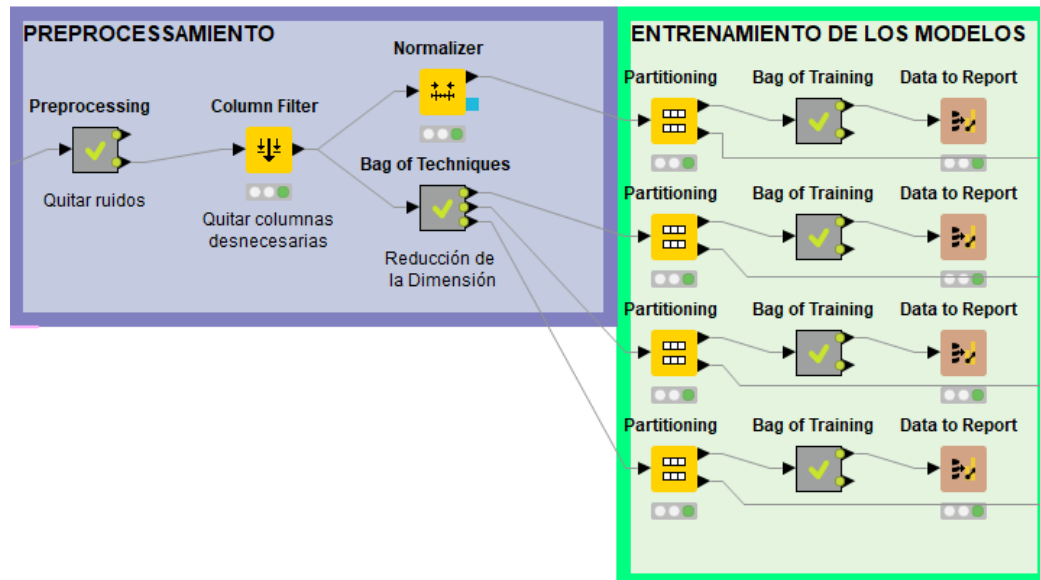 PREPROCESSAMIENTO
Normalizer
Preprocessing
Column Filter
Quitar ruidos
Quitar columnas
desnecesarias
Bag of Techniques
Reducción de
la Dimensión
ENTRENAMIENTO DE LOS MODELOS
Partitioning Bag of Training Data to Report
Partitioning Bag of Training Data to Report
Partitioning Bag of Training Data to Report
Partitioning Bag of Training Data to Report